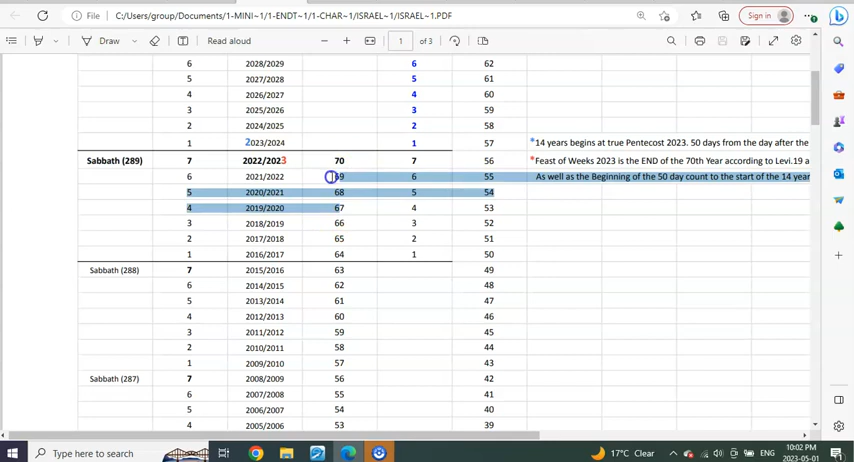 File C:/Users/group/Documents/1-MINI~1/1-ENDT~1/1-CHAR~1/ISRAEL~1/ISRAEL~1.PDF
Sign in
Draw Read aloud 1 of 3
6 2028/2029 6 62
5 2027/2028 5 61
4 2026/2027 4 60
3 2025/2026 3 59
2 2024/2025 2 58
1 2023/2024 1 57 *14 years begins at true Pentecost 2023. 50 days from the day after the
Sabbath (289) 7 2022/2023 70 7 56 *Feast of Weeks 2023 is the END of the 70th Year according to Levi.19 a
6 2021/2022 69 6 55 As well as the Beginning of the 50 day count to the start of the 14 year
5 2020/2021 68 5 54
4 2019/2020 67 4 53
3 2018/2019 66 3 52
2 2017/2018 65 2 51
1 2016/2017 64 1 50
Sabbath (288) 7 2015/2016 63 49
6 2014/2015 62 48
5 2013/2014 61 47
4 2012/2013 60 46
3 2011/2012 59 45
2 2010/2011 58 44
1 2009/2010 57 43
Sabbath (287) 7 2008/2009 56 42
6 2007/2008 55 41
5 2006/2007 54 40
4 2005/2006 53 39
Type here to search
17°C Clear
ENG
10:02 PM
2023-05-01